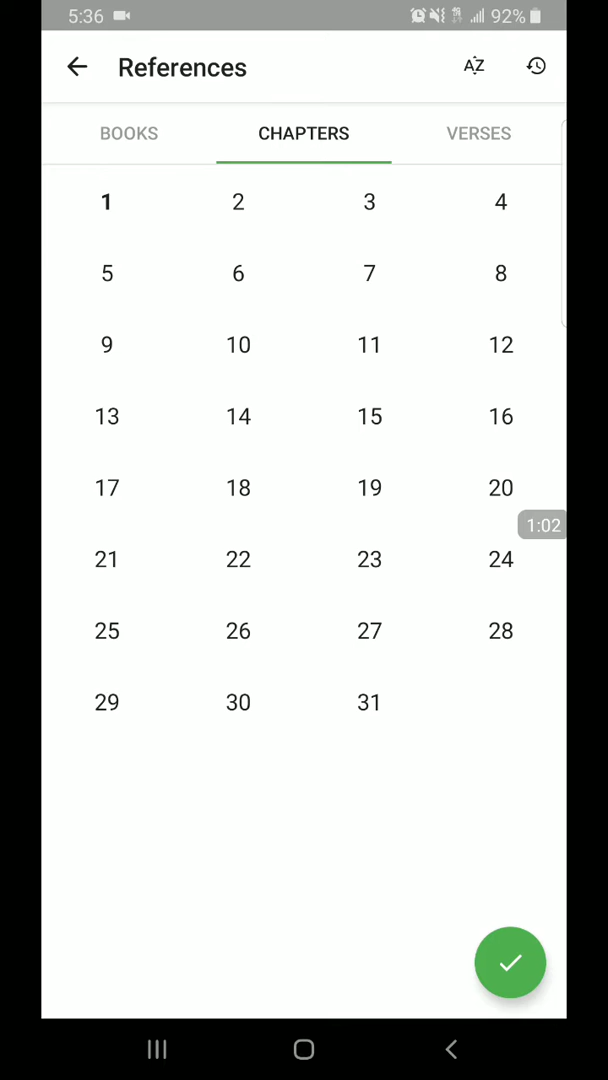 5:36 92%
References AZ
BOOKS CHAPTERS VERSES
1 2 3 4
5 6 7 8
9 10 11 12
13 14 15 16
17 18 19 20
1:02
21 22 23 24
25 26 27 28
29 30 31